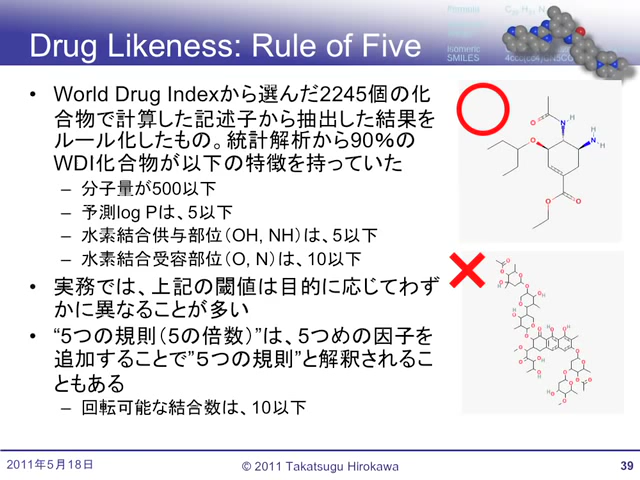 Formula
Isomeric
SMILES
Drug Likeness: Rule of Five
• World Drug Indexから選んだ2245個の化
合物で計算した記述子から抽出した結果を
ルール化したもの。統計解析から90%の
WDI化合物が以下の特徴を持っていた
– 分子量が500以下
– 予測log Pは、5以下
– 水素結合供与部位(OH, NH)は、5以下
– 水素結合受容部位(O, N)は、10以下
• 実務では、上記の閾値は目的に応じてわず
かに異なることが多い
• “5つの規則(5の倍数)”は、5つめの因子を
追加することで”５つの規則”と解釈されるこ
ともある
– 回転可能な結合数は、10以下
2011年5月18日
© 2011 Takatsugu Hirokawa
39